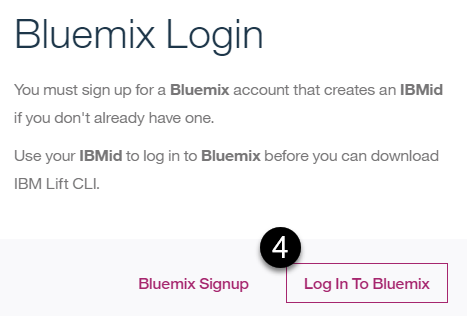 Bluemix Login
You must sign up for a Bluemix account that creates an IBMid
if you don't already have one.
Use your IBMid to log in to Bluemix before you can download
IBM Lift CLI.
4
Bluemix Signup
Log In To Bluemix